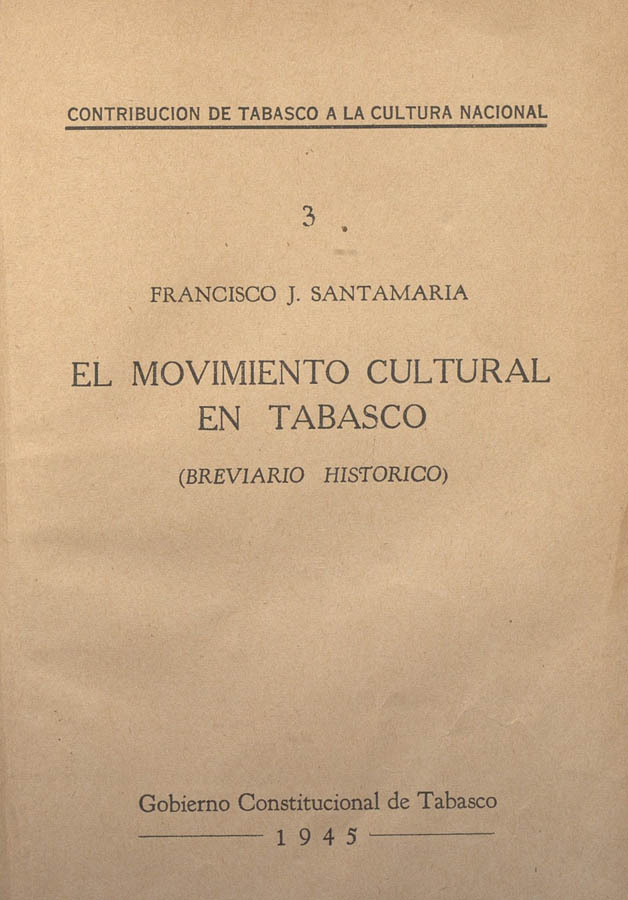 CONTRIBUCION DE TABASCO A LA CULTURA NACIONAL
3
FRANCISCO J. SANTAMARIA
EL MOVIMIENTO CULTURAL
EN TABASCO
(BREVIARIO HISTORICO)
Gobierno Constitucional de Tabasco
1945